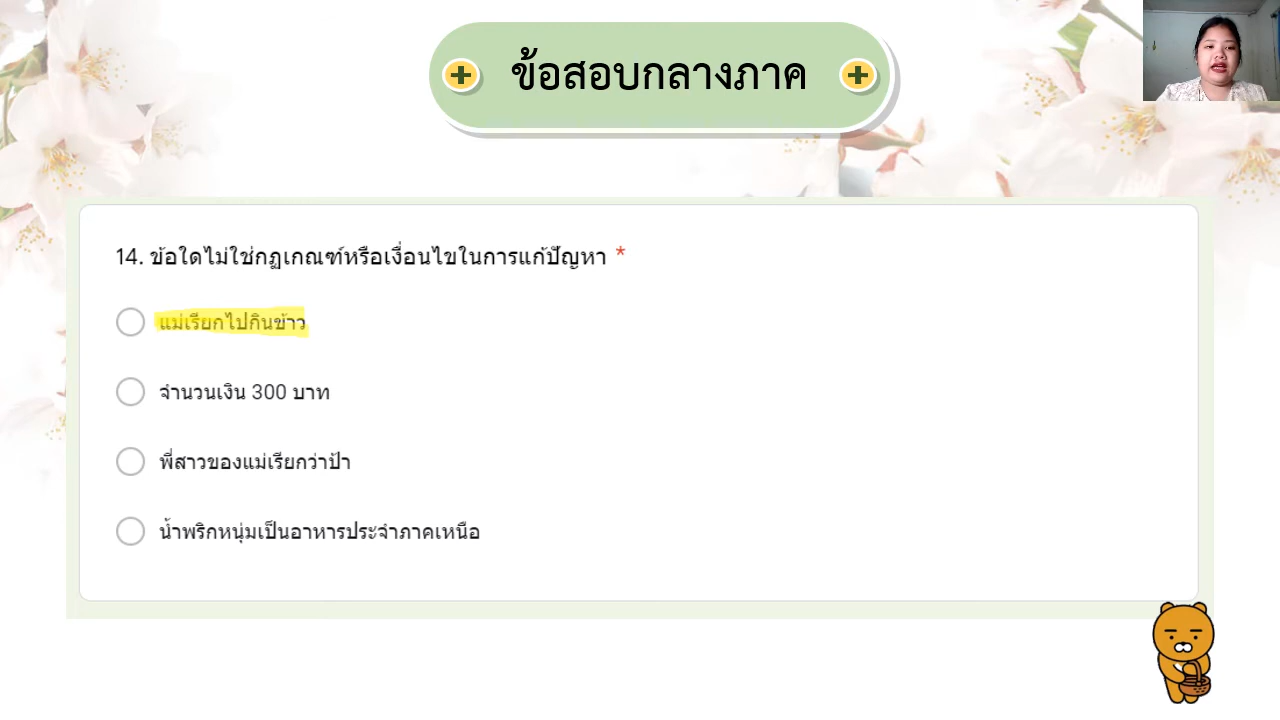 ข้อสอบกลางภาค
14. ข้อใดไม่ใช่กฏเกณฑ์หรือเงื่อนไขในการแก้ปัญหา *
แม่เรียกไปกินข้าว
จำนวนเงิน 300 บาท
พี่สาวของแม่เรียกว่าป้า
น้ำพริกหนุ่มเป็นอาหารประจำภาคเหนือ